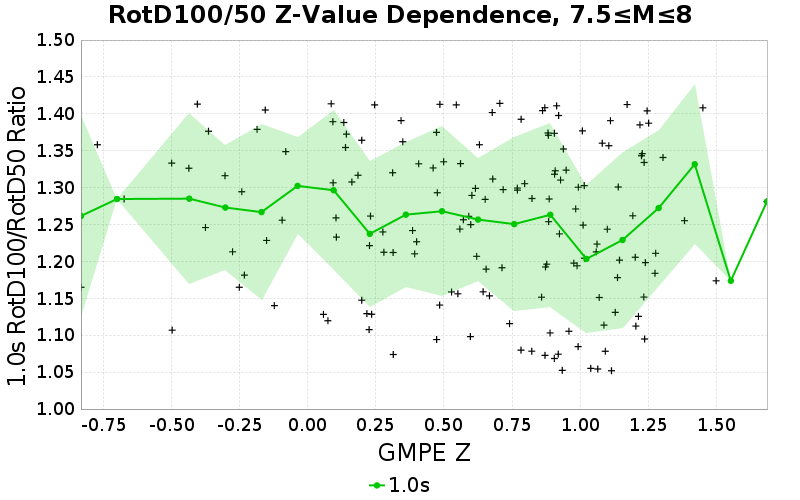 RotD100/50 Z-Value Dependence, 7.5≤M≤8
1.0s RotD100/RotD50 Ratio
1.50
1.45
1.40
1.35
1.30
1.25
1.20
1.15
1.10
1.05
1.00
-0.75 -0.50 -0.25 0.00 0.25 0.50 0.75 1.00 1.25 1.50
GMPE Z
1.0s